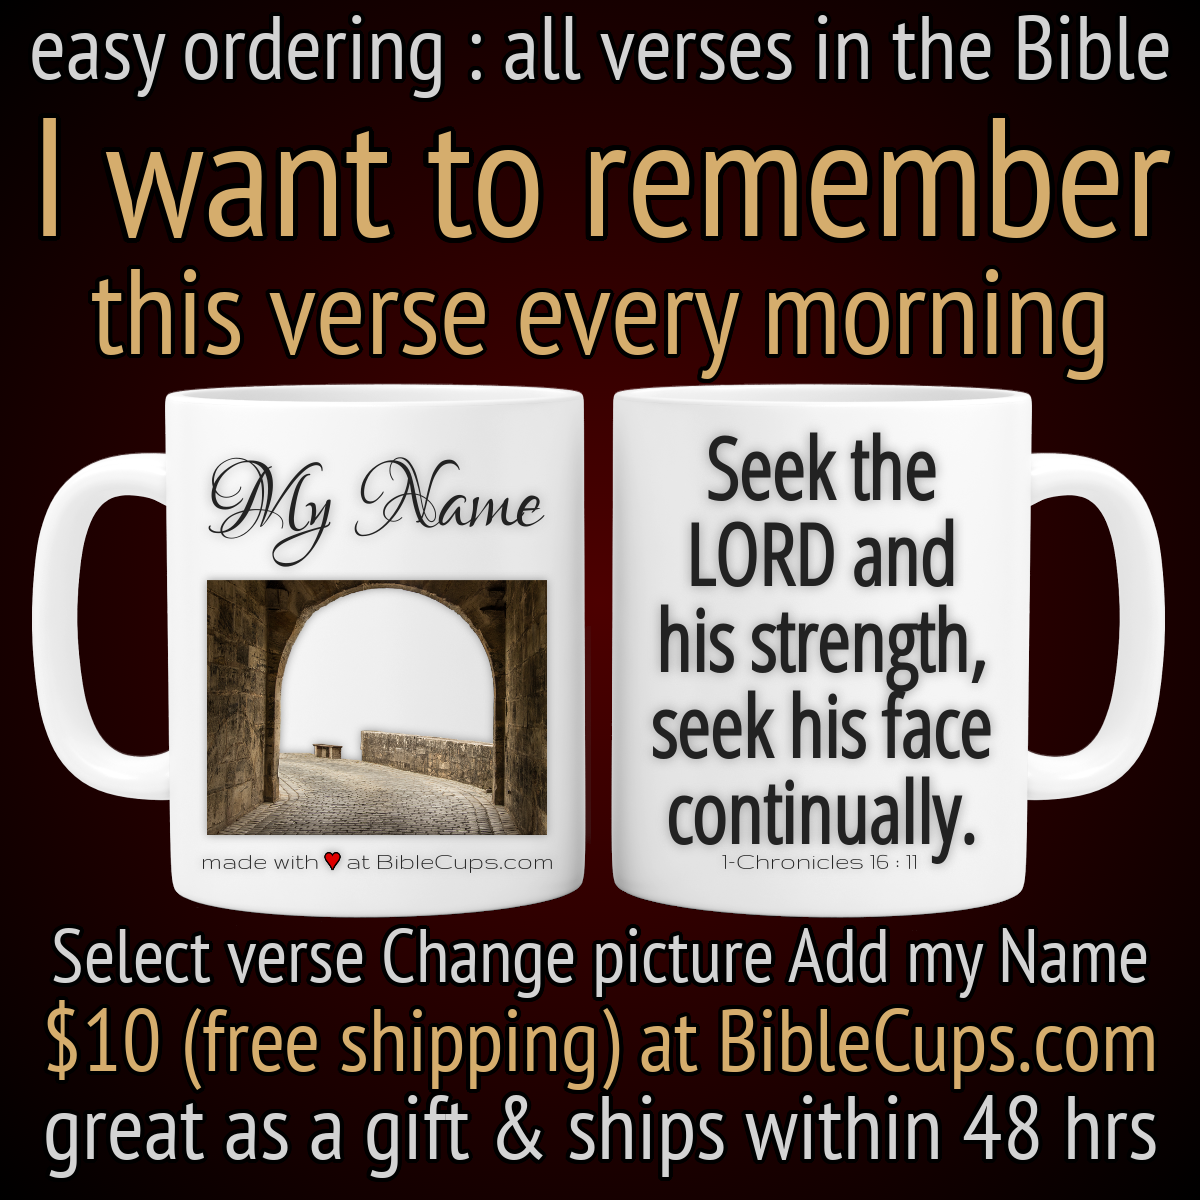 easy ordering : all verses in the Bible
I want to remember
this verse every morning
My Name
made with ❤ at BibleCups.com
Seek the
LORD and
his strength,
seek his face
continually.
1-Chronicles 16 : 11
Select verse Change picture Add my Name
$10 (free shipping) at BibleCups.com
great as a gift & ships within 48 hrs